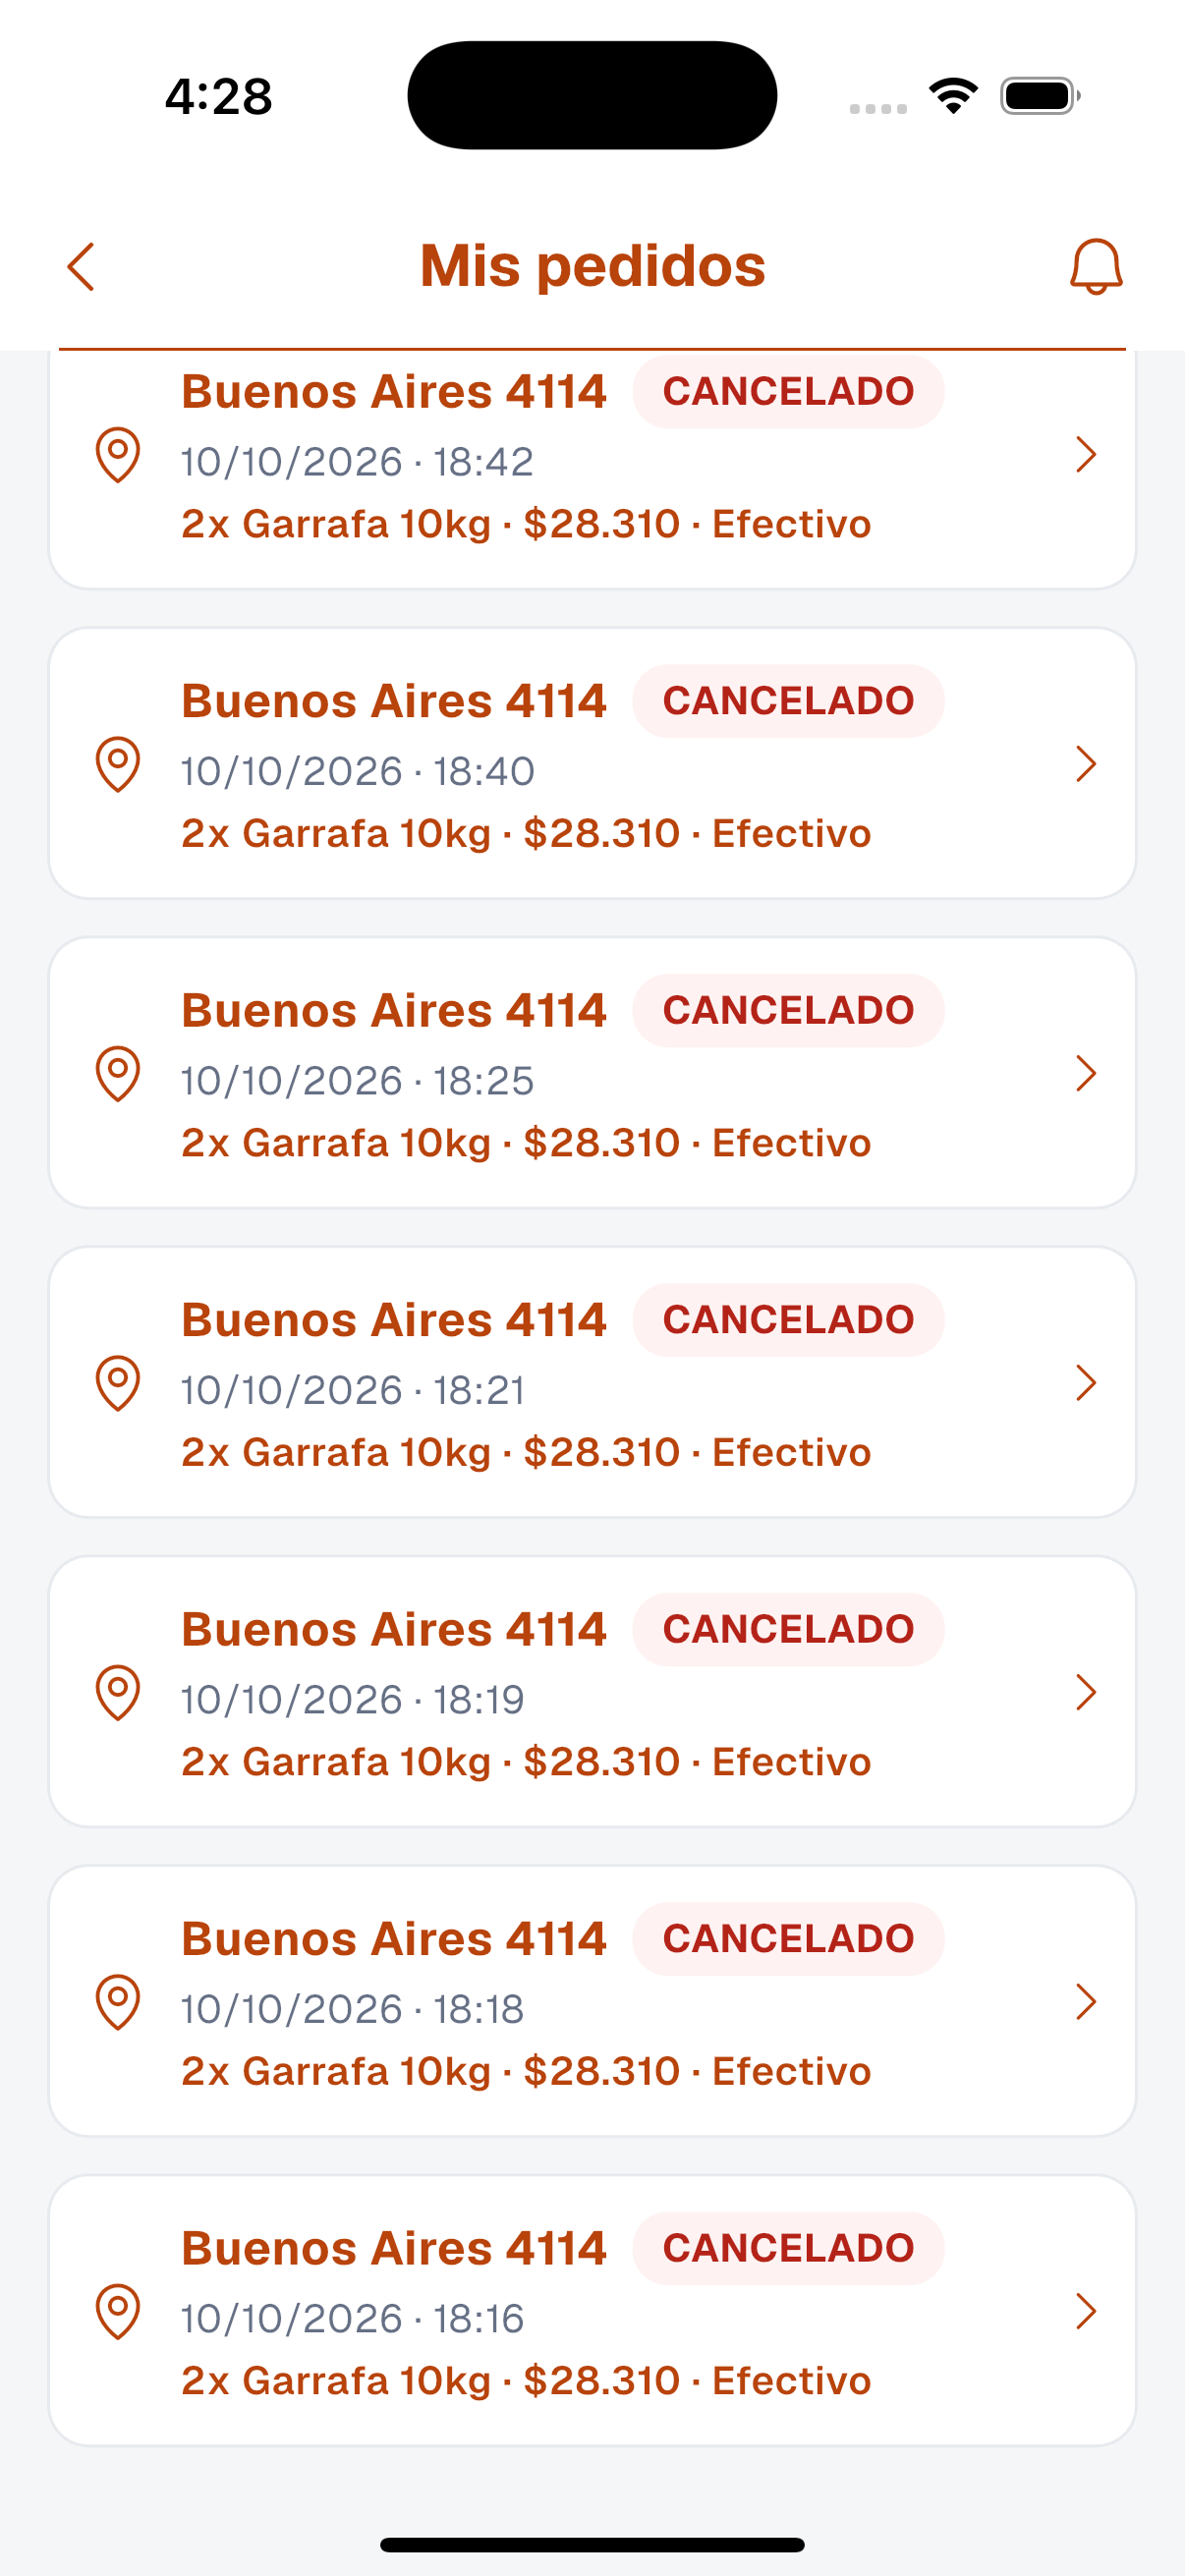 4:28
Mis pedidos
Buenos Aires 4114 CANCELADO
10/10/2026 · 18:42
2x Garrafa 10kg · $28.310 · Efectivo
Buenos Aires 4114 CANCELADO
10/10/2026 · 18:40
2x Garrafa 10kg · $28.310 · Efectivo
Buenos Aires 4114 CANCELADO
10/10/2026 · 18:25
2x Garrafa 10kg · $28.310 · Efectivo
Buenos Aires 4114 CANCELADO
10/10/2026 · 18:21
2x Garrafa 10kg · $28.310 · Efectivo
Buenos Aires 4114 CANCELADO
10/10/2026 · 18:19
2x Garrafa 10kg · $28.310 · Efectivo
Buenos Aires 4114 CANCELADO
10/10/2026 · 18:18
2x Garrafa 10kg · $28.310 · Efectivo
Buenos Aires 4114 CANCELADO
10/10/2026 · 18:16
2x Garrafa 10kg · $28.310 · Efectivo